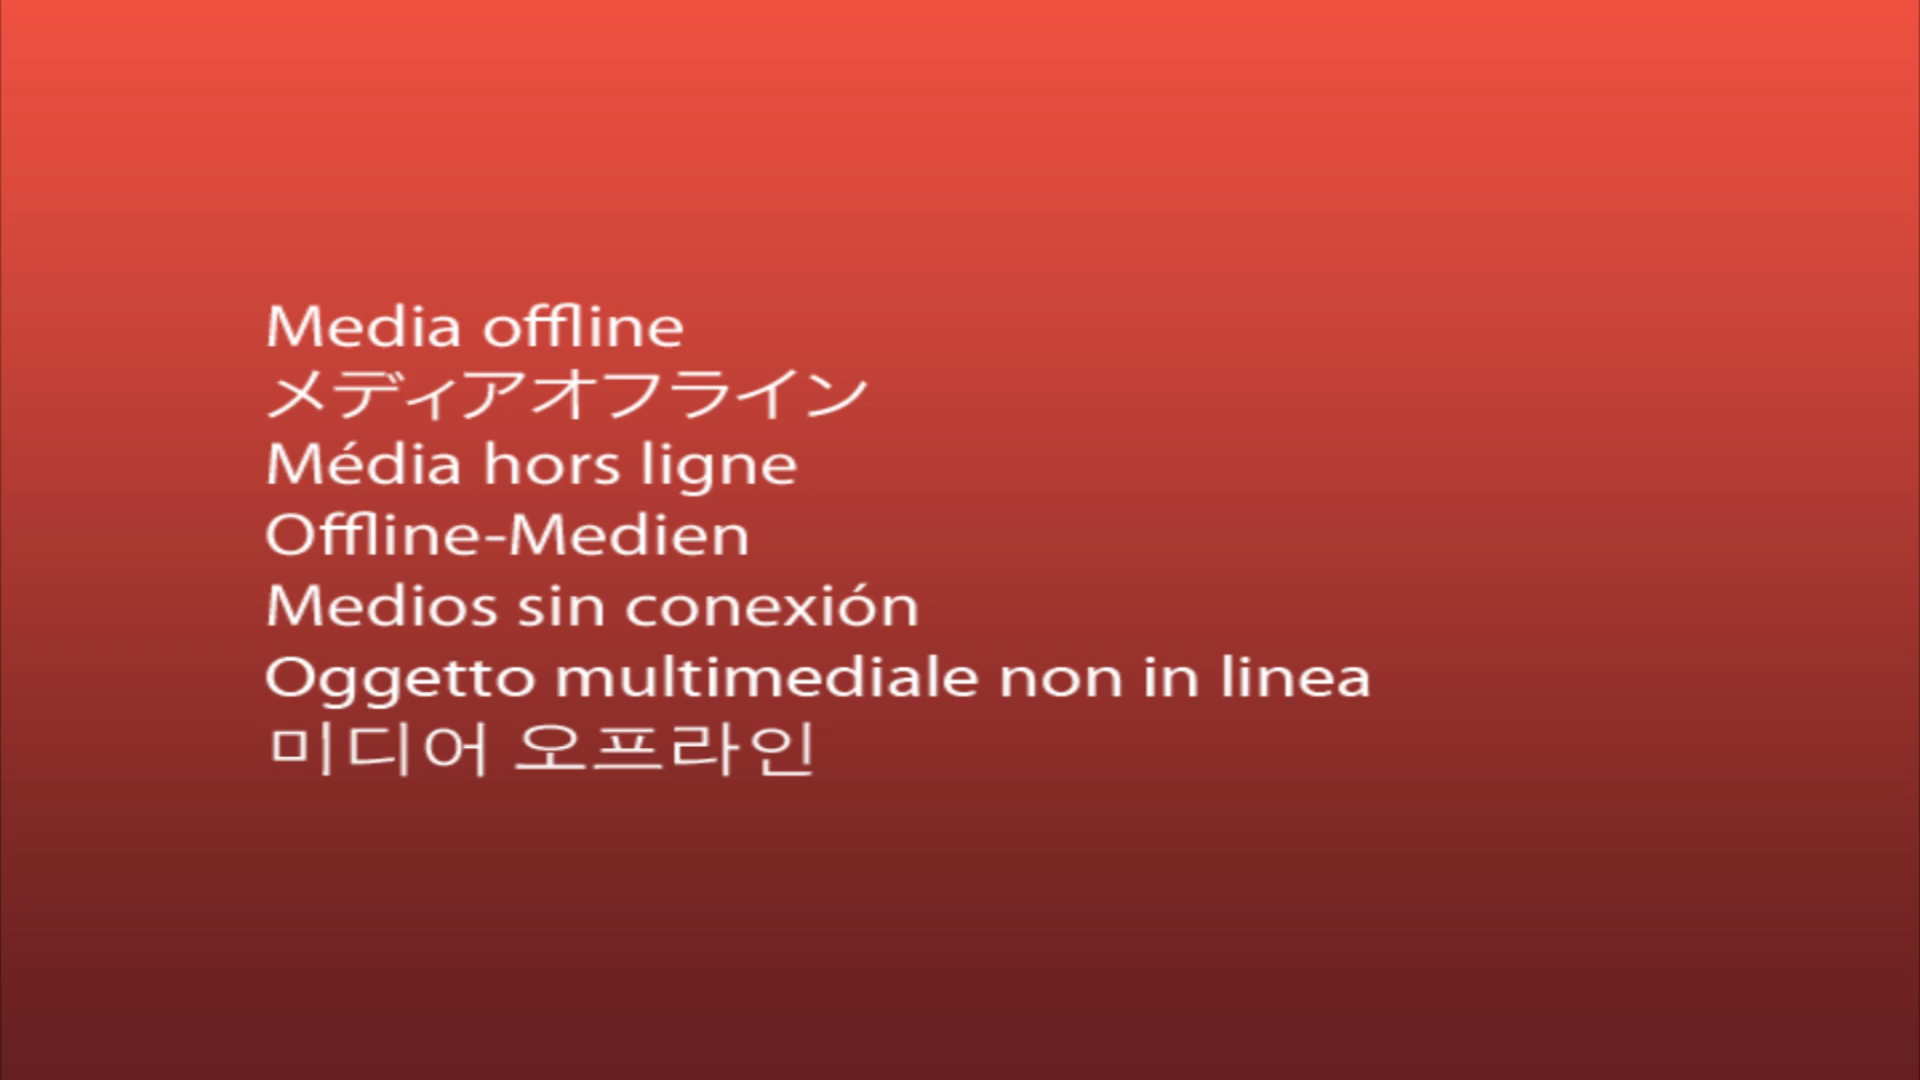 Media offline
メディアオフライン
Média hors ligne
Offline-Medien
Medios sin conexión
Oggetto multimediale non in linea
미디어 오프라인